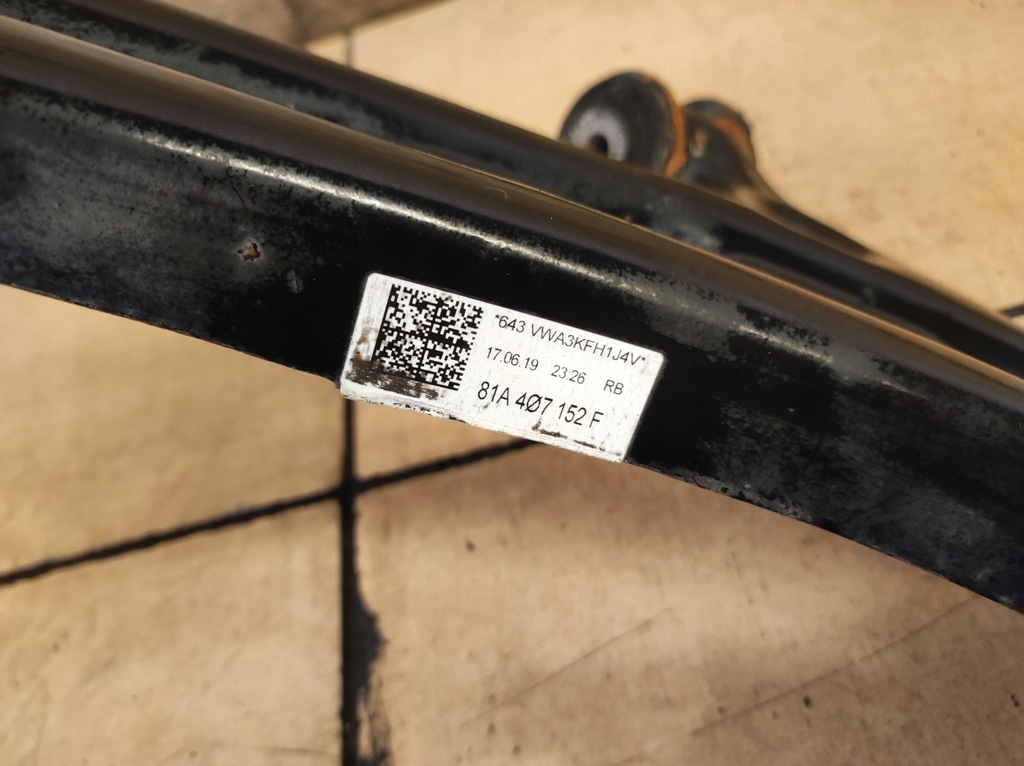 *643 VWA3KFH1J4V*
17.06.19 23:26 RB
81A 4Ø7 152 F